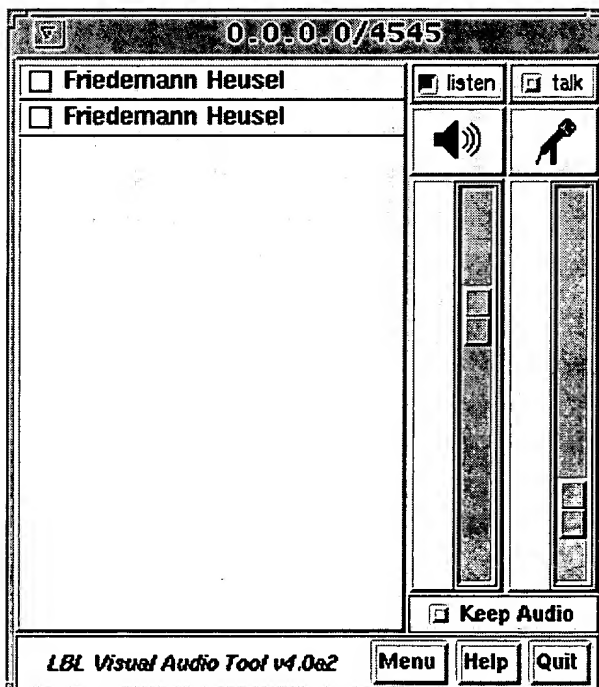 0.0.0.0/4545
Friedemann Heusel
Friedemann Heusel
listen talk
Keep Audio
LBL Visual Audio Tool v4.0a2 Menu Help Quit